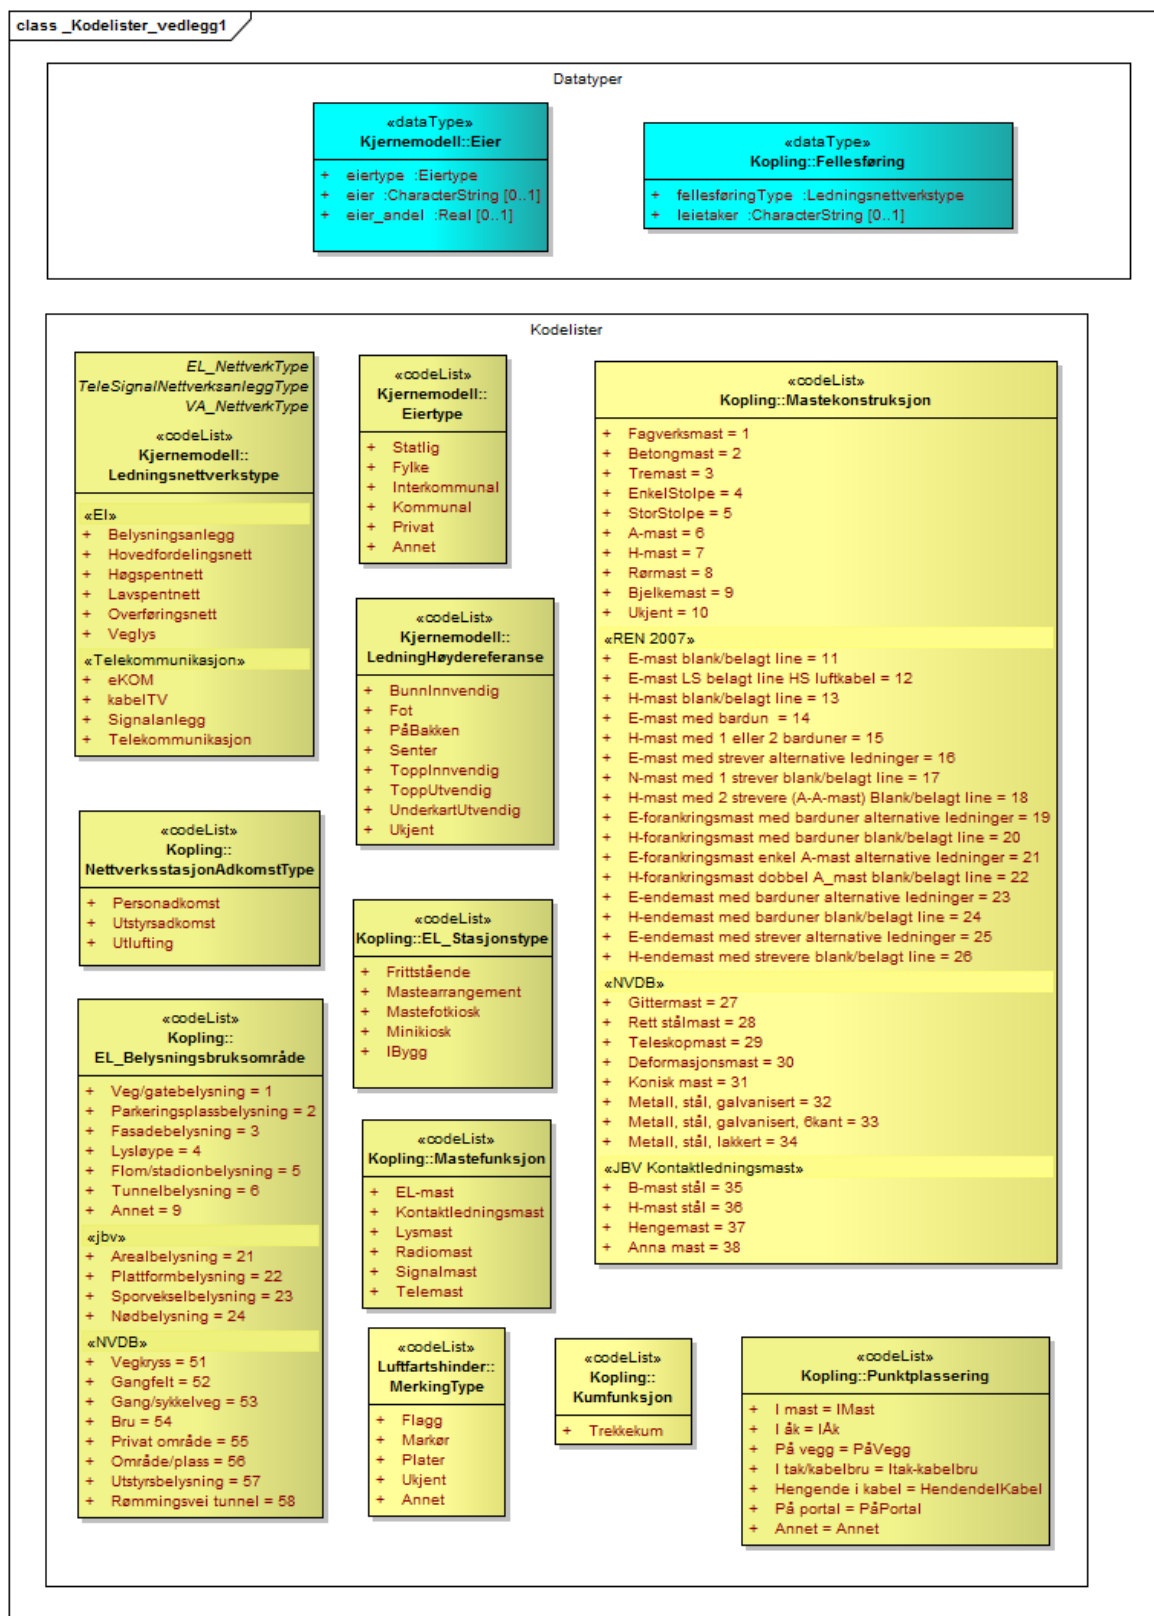 class _Kodelister_vedlegg1
Datatyper
«dataType»
Kjernemodell::Eier
+ eiertype :Eiertype
+ eier :CharacterString [0..1]
+ eier_andel :Real [0..1]
«dataType»
Kopling::Fellesføring
+ fellesføringType :Ledningsnettverkstype
+ leietaker :CharacterString [0..1]
Kodelister
EL_NettverkType
TeleSignalNettverksanleggType
VA_NettverkType
«codeList»
Kjernemodell::
Ledningsnettverkstype
«El»
+ Belysningsanlegg
+ Hovedfordelingsnett
+ Høgspentnett
+ Lavspentnett
+ Overføringsnett
+ Veglys
«Telekommunikasjon»
+ eKOM
+ kabelTV
+ Signalanlegg
+ Telekommunikasjon
«codeList»
Kopling::
NettverksstasjonAdkomstType
+ Personadkomst
+ Utstyrsadkomst
+ Utlufting
«codeList»
Kopling::
EL_Belysningsbruksområde
+ Veg/gatebelysning = 1
+ Parkeringsplassbelysning = 2
+ Fasadebelysning = 3
+ Lysløype = 4
+ Flom/stadionbelysning = 5
+ Tunnelbelysning = 6
+ Annet = 9
«jbv»
+ Arealbelysning = 21
+ Plattformbelysning = 22
+ Sporvekselbelysning = 23
+ Nødbelysning = 24
«NVDB»
+ Vegkryss = 51
+ Gangfelt = 52
+ Gang/sykkelveg = 53
+ Bru = 54
+ Privat område = 55
+ Område/plass = 56
+ Utstyrsbelysning = 57
+ Rømmingsvei tunnel = 58
«codeList»
Kjernemodell::
Eiertype
+ Statlig
+ Fylke
+ Interkommunal
+ Kommunal
+ Privat
+ Annet
«codeList»
Kjernemodell::
LedningHøydereferanse
+ BunnInnvendig
+ Fot
+ PåBakken
+ Senter
+ ToppInnvendig
+ ToppUtvendig
+ UnderkartUtvendig
+ Ukjent
«codeList»
Kopling::EL_Stasjonstype
+ Frittstående
+ Mastearrangement
+ Mastefotkiosk
+ Minikiosk
+ IBygg
«codeList»
Kopling::Mastefunksjon
+ EL-mast
+ Kontaktledningsmast
+ Lysmast
+ Radiomast
+ Signalmast
+ Telemast
«codeList»
Luftfartshinder::
MerkingType
+ Flagg
+ Markør
+ Plater
+ Ukjent
+ Annet
«codeList»
Kopling::Mastekonstruksjon
+ Fagverksmast = 1
+ Betongmast = 2
+ Tremast = 3
+ EnkelStolpe = 4
+ StorStolpe = 5
+ A-mast = 6
+ H-mast = 7
+ Rørmast = 8
+ Bjelkemast = 9
+ Ukjent = 10
«REN 2007»
+ E-mast blank/belagt line = 11
+ E-mast LS belagt line HS luftkabel = 12
+ H-mast blank/belagt line = 13
+ E-mast med bardun = 14
+ H-mast med 1 eller 2 barduner = 15
+ E-mast med strever alternative ledninger = 16
+ N-mast med 1 strever blank/belagt line = 17
+ H-mast med 2 strevere (A-A-mast) Blank/belagt line = 18
+ E-forankringsmast med barduner alternative ledninger = 19
+ H-forankringsmast med barduner blank/belagt line = 20
+ E-forankringsmast enkel A-mast alternative ledninger = 21
+ H-forankringsmast dobbel A_mast blank/belagt line = 22
+ E-endemast med barduner alternative ledninger = 23
+ H-endemast med barduner blank/belagt line = 24
+ E-endemast med strever alternative ledninger = 25
+ H-endemast med strevere blank/belagt line = 26
«NVDB»
+ Gittermast = 27
+ Rett stålmast = 28
+ Teleskopmast = 29
+ Deformasjonsmast = 30
+ Konisk mast = 31
+ Metall, stål, galvanisert = 32
+ Metall, stål, galvanisert, 6kant = 33
+ Metall, stål, lakkert = 34
«JBV Kontaktledningsmast»
+ B-mast stål = 35
+ H-mast stål = 36
+ Hengemast = 37
+ Anna mast = 38
«codeList»
Kopling::
Kumfunksjon
+ Trekkekum
«codeList»
Kopling::Punktplassering
+ I mast = IMast
+ I åk = IÅk
+ På vegg = PåVegg
+ I tak/kabelbru = Itak-kabelbru
+ Hengende i kabel = HendendeIKabel
+ På portal = PåPortal
+ Annet = Annet